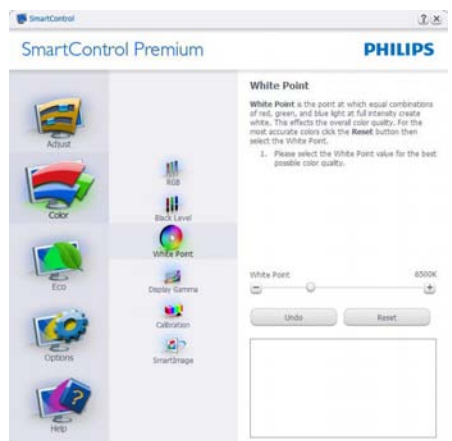 SmartControl
SmartControl Premium
PHILIPS
Adjust
Color
Eco
Options
Help
RGB
Black Level
White Point
Display Gamma
Calibration
SmartImage
White Point
White Point is the point at which equal combinations
of red, green, and blue light at full intensity create
white. This effects the overall color quality. For the
most accurate colors click the Reset button then
select the White Point.
1. Please select the White Point value for the best
possible color quality.
White Point 6500K
Undo Reset